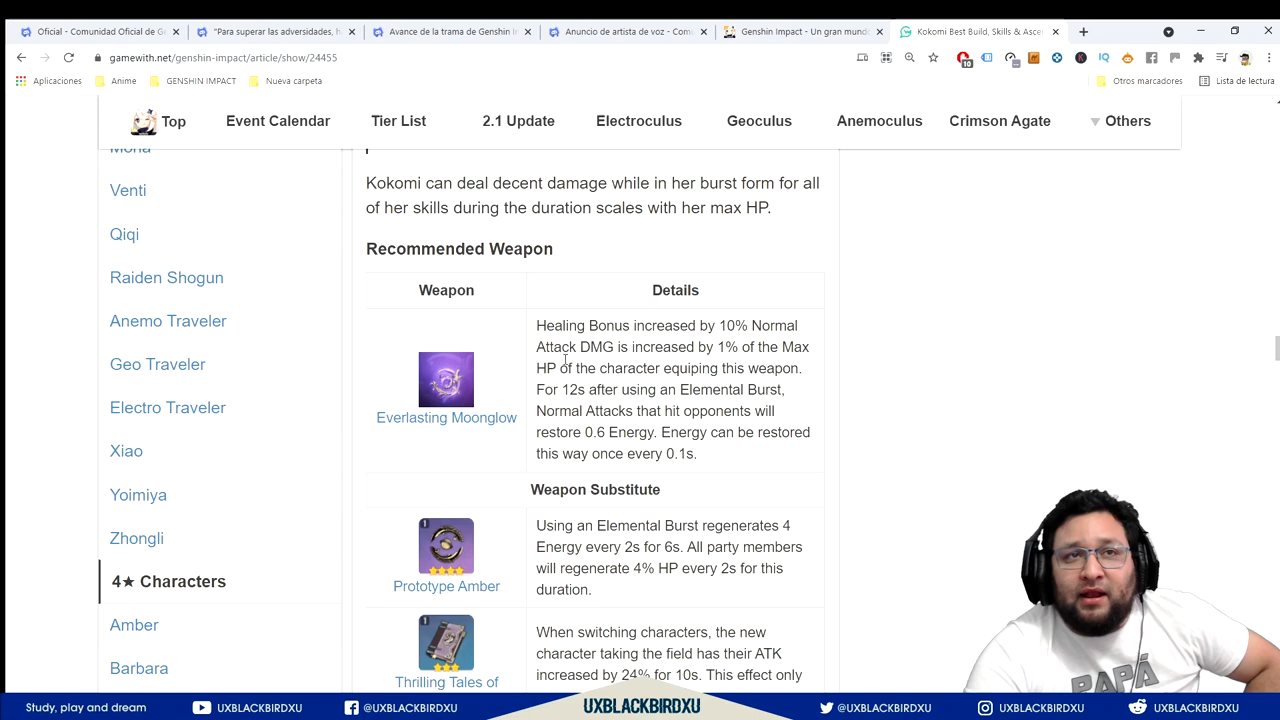 Oficial - Comunidad Oficial de Ge
"Para superar las adversidades, h
Avance de la trama de Genshin I
Anuncio de artista de voz - Com
Genshin Impact - Un gran mund
Kokomi Best Build, Skills & Asce
gamewith.net/genshin-impact/article/show/24455
10
Aplicaciones
Anime
GENSHIN IMPACT
Nueva carpeta
Otros marcadores
Lista de lectura
Top
Event Calendar
Tier List
2.1 Update
Electroculus
Geoculus
Anemoculus
Crimson Agate
Others
Mona
Venti
Qiqi
Raiden Shogun
Anemo Traveler
Geo Traveler
Electro Traveler
Xiao
Yoimiya
Zhongli
4★ Characters
Amber
Barbara
Kokomi can deal decent damage while in her burst form for all
of her skills during the duration scales with her max HP.
Recommended Weapon
Weapon
Details
Everlasting Moonglow
Healing Bonus increased by 10% Normal
Attack DMG is increased by 1% of the Max
HP of the character equiping this weapon.
For 12s after using an Elemental Burst,
Normal Attacks that hit opponents will
restore 0.6 Energy. Energy can be restored
this way once every 0.1s.
Weapon Substitute
1
Prototype Amber
Using an Elemental Burst regenerates 4
Energy every 2s for 6s. All party members
will regenerate 4% HP every 2s for this
duration.
1
Thrilling Tales of
When switching characters, the new
character taking the field has their ATK
increased by 24% for 10s. This effect only
PAPÁ
Study, play and dream
UXBLACKBIRDXU
@UXBLACKBIRDXU
UXBLACKBIRDXU
@UXBLACKBIRDXU
UXBLACKBIRDXU
UXBLACKBIRDXU